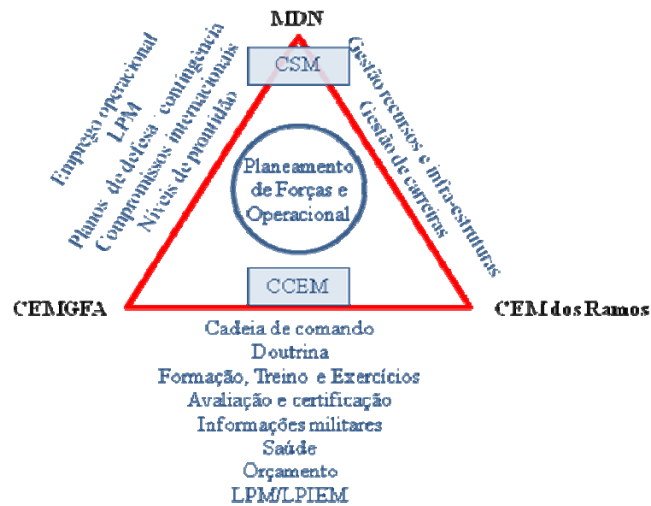 MDN
CSM
Emprego operacional
LPM
Planos de defesa - contingência
Compromissos internacionais
Níveis de prontidão
Gestão recursos e infra-estruturas
Gestão de carreiras
Planeamento
de Forças e
Operacional
CCEM
CEMGFA
CEM dos Ramos
Cadeia de comando
Doutrina
Formação, Treino e Exercícios
Avaliação e certificação
Informações militares
Saúde
Orçamento
LPM/LPIEM